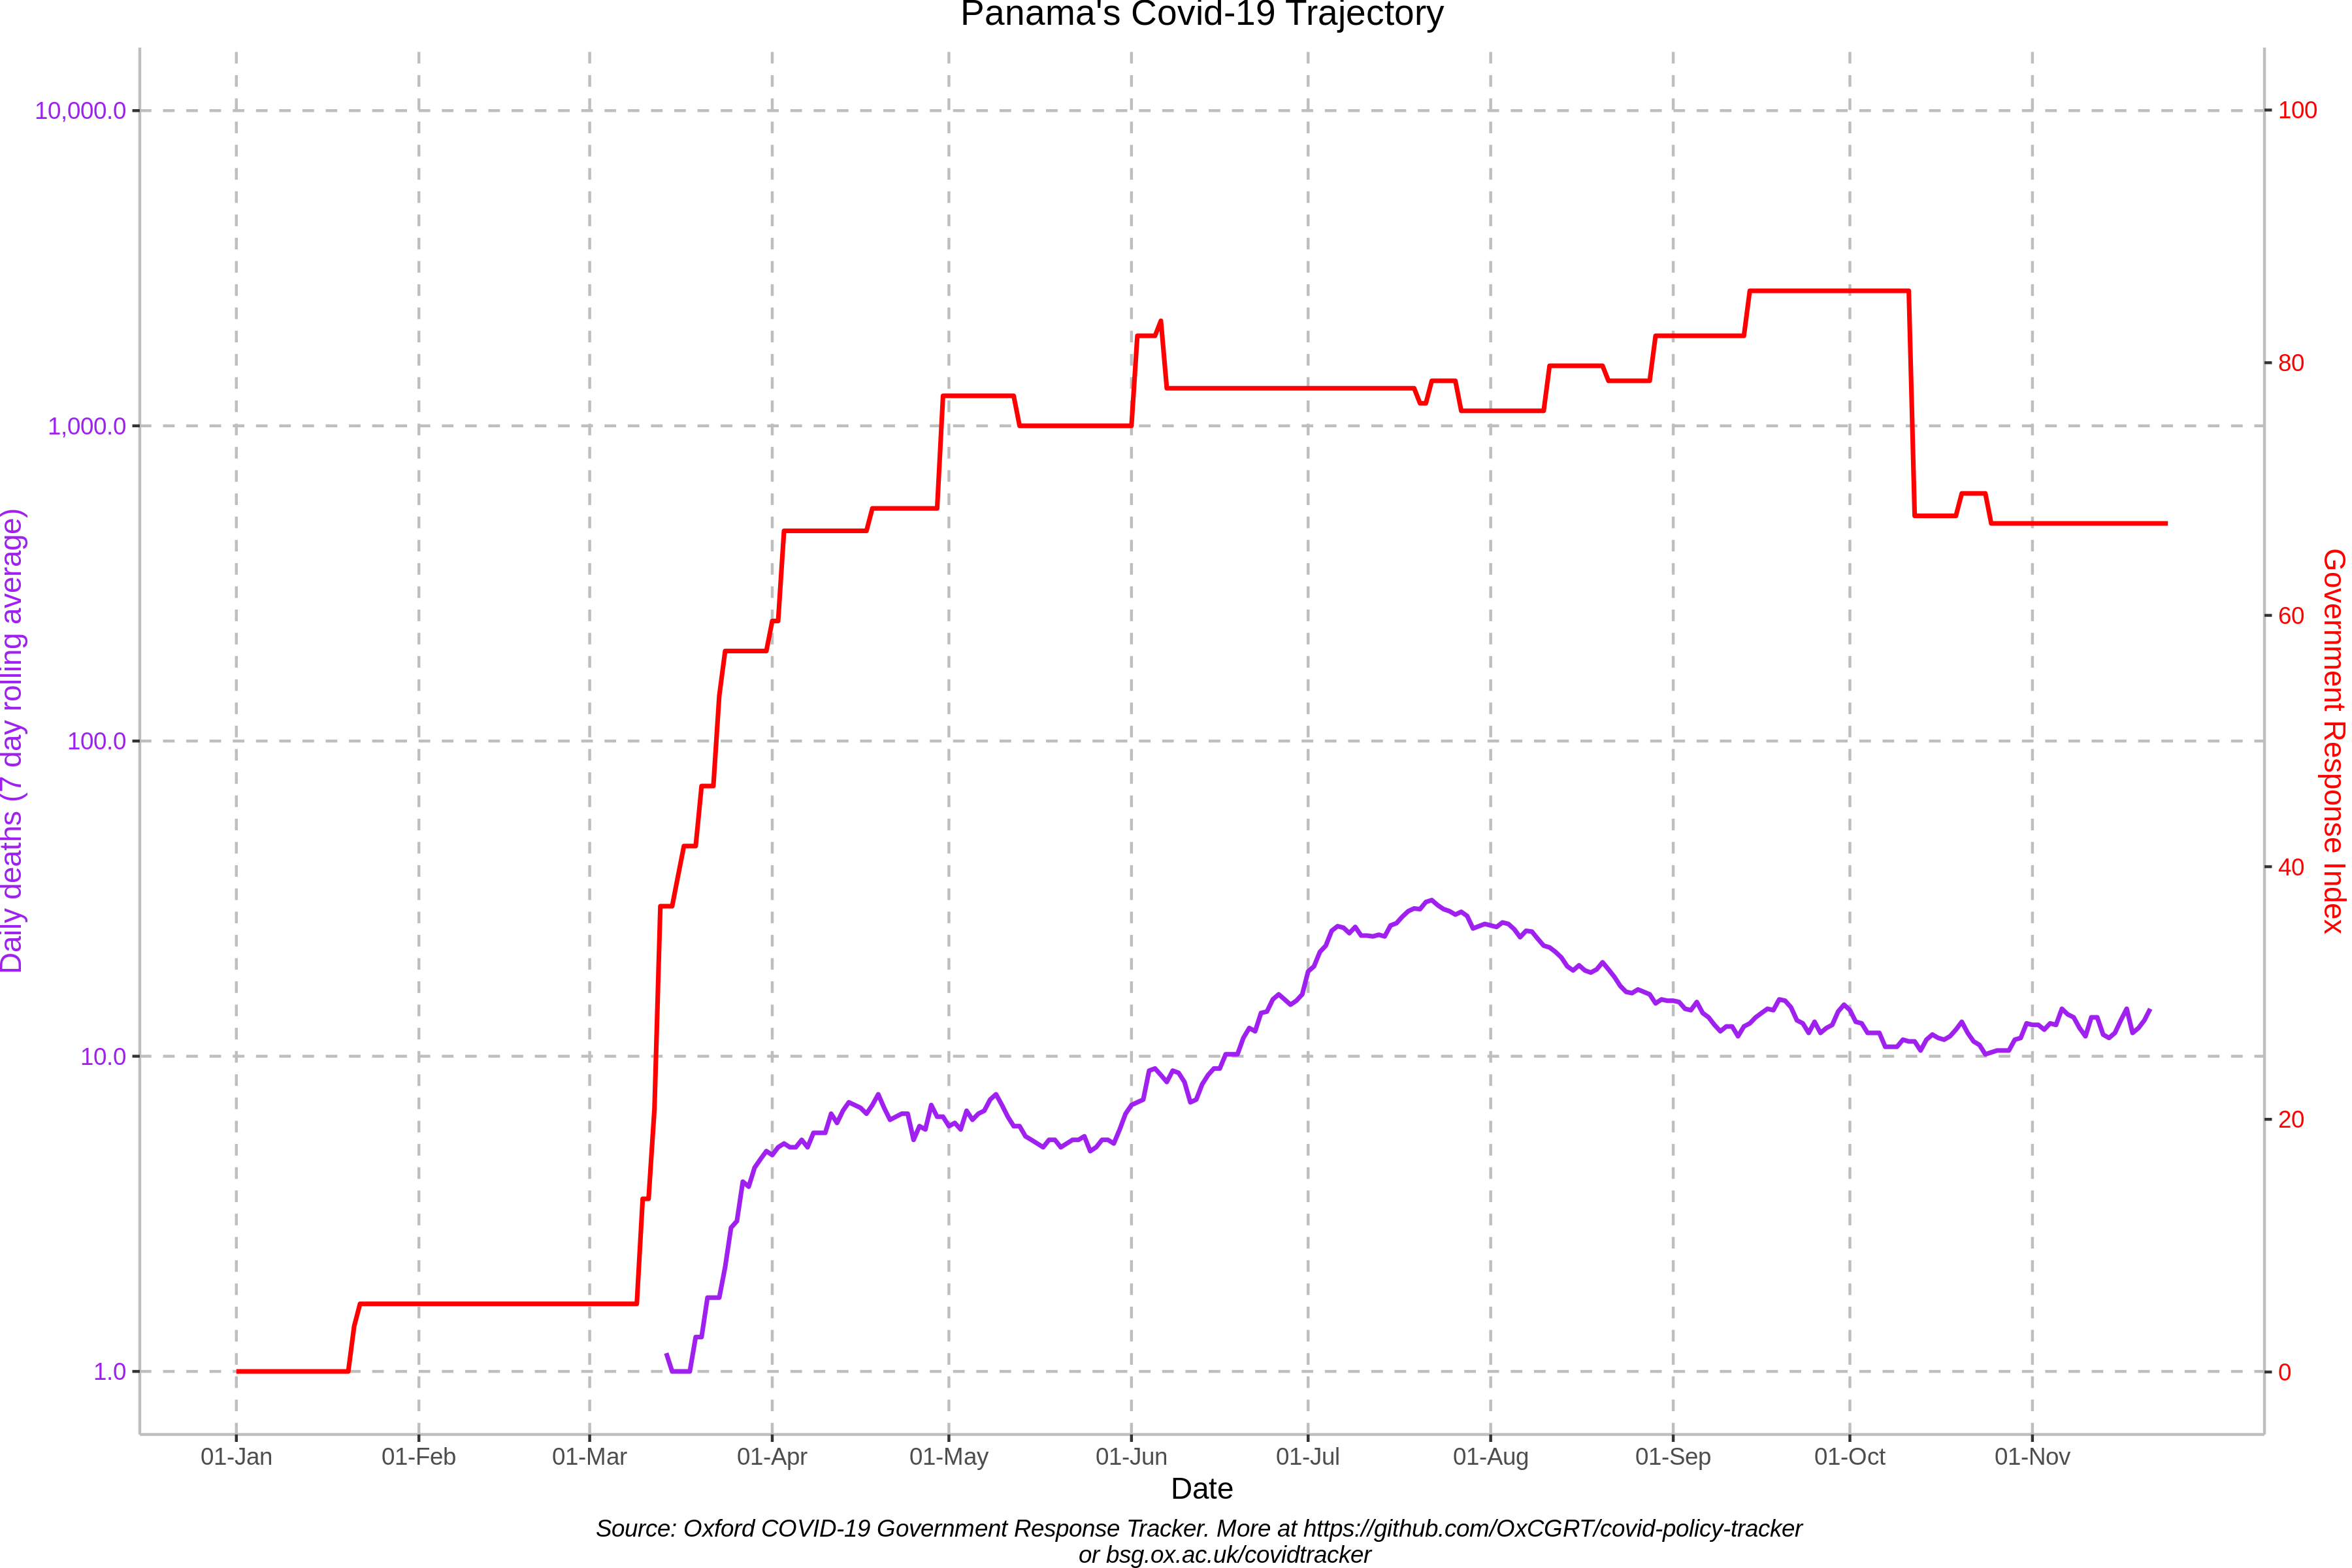 Panama's Covid-19 Trajectory
10,000.0
1,000.0
100.0
10.0
1.0
Daily deaths (7 day rolling average)
100
80
60
40
20
0
Government Response Index
01-Jan
01-Feb
01-Mar
01-Apr
01-May
01-Jun
01-Jul
01-Aug
01-Sep
01-Oct
01-Nov
Date
Source: Oxford COVID-19 Government Response Tracker. More at https://github.com/OxCGRT/covid-policy-tracker
or bsg.ox.ac.uk/covidtracker